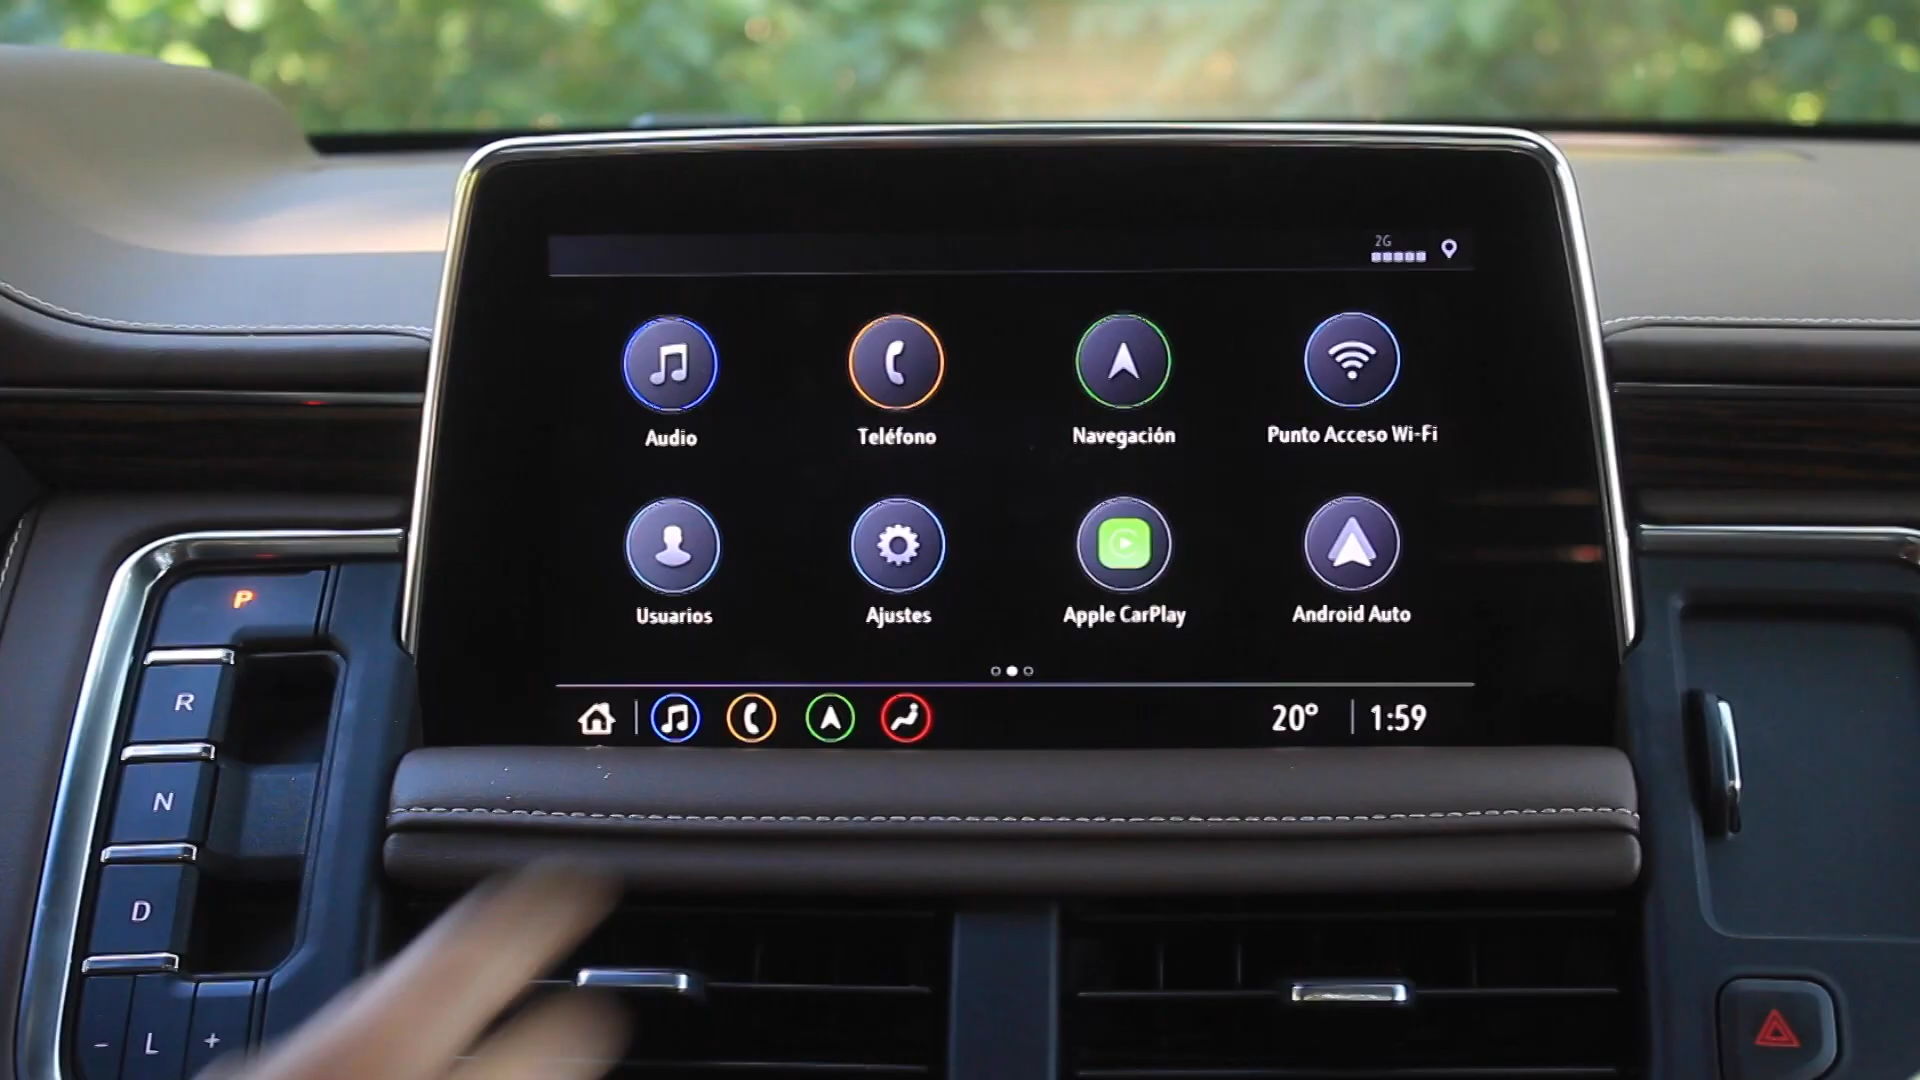 2G
Audio
Teléfono
Navegación
Punto Acceso Wi-Fi
Usuarios
Ajustes
Apple CarPlay
Android Auto
20° 1:59
P
R
N
D
- L +